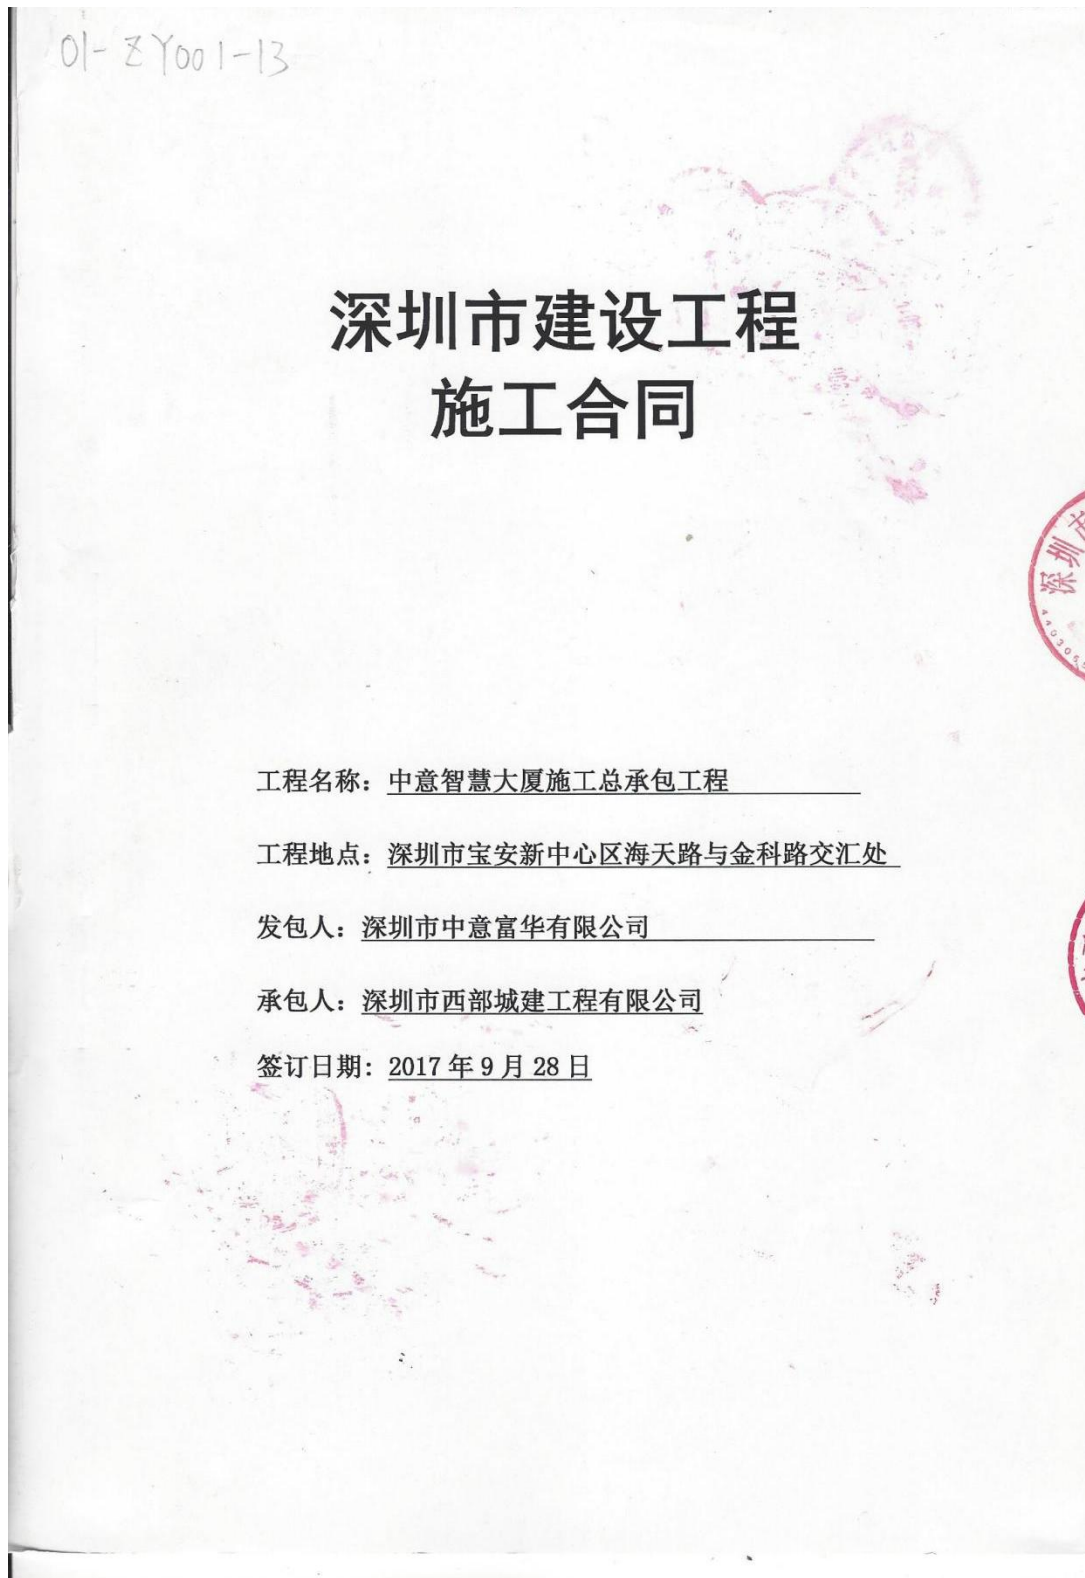 01-ZY001-13
深圳市建设工程
施工合同
深圳市
440306
工程名称：中意智慧大厦施工总承包工程
工程地点：深圳市宝安新中心区海天路与金科路交汇处
发包人：深圳市中意富华有限公司
承包人：深圳市西部城建工程有限公司
签订日期：2017年9月28日